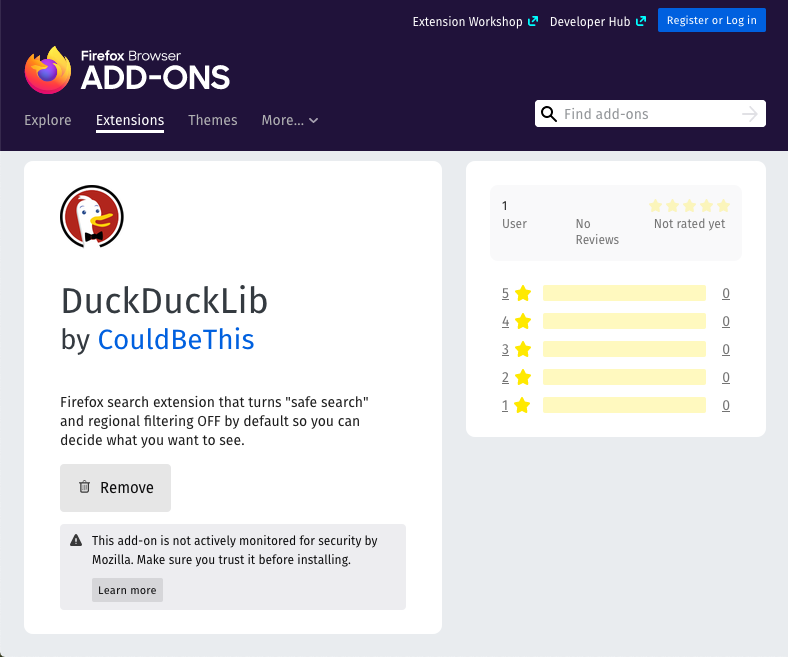 Extension Workshop
Developer Hub
Register or Log in
Firefox Browser
ADD-ONS
Explore
Extensions
Themes
More...
Find add-ons
DuckDuckLib
by CouldBeThis
Firefox search extension that turns "safe search"
and regional filtering OFF by default so you can
decide what you want to see.
Remove
This add-on is not actively monitored for security by
Mozilla. Make sure you trust it before installing.
Learn more
1
User
No
Reviews
Not rated yet
5 0
4 0
3 0
2 0
1 0